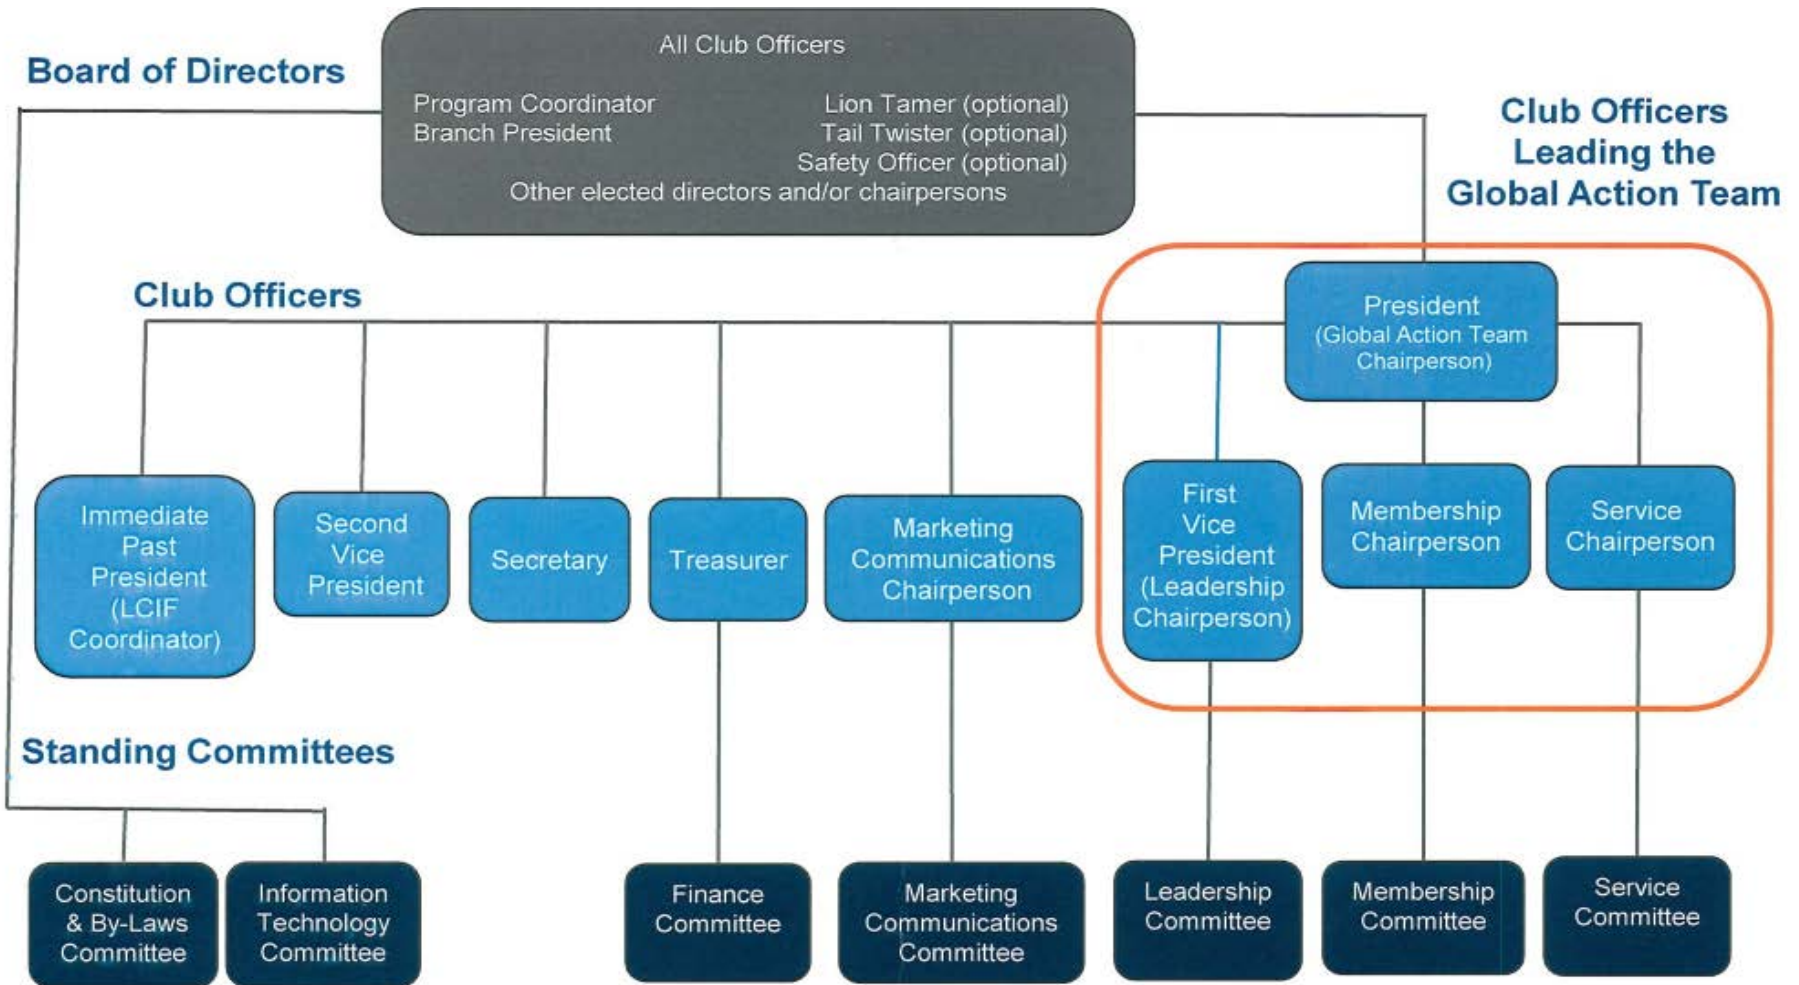 Board of Directors
All Club Officers
Program Coordinator
Branch President
Lion Tamer (optional)
Tail Twister (optional)
Safety Officer (optional)
Other elected directors and/or chairpersons
Club Officers
Leading the
Global Action Team
Club Officers
President
(Global Action Team
Chairperson)
Immediate
Past
President
(LCIF
Coordinator)
Second
Vice
President
Secretary
Treasurer
Marketing
Communications
Chairperson
First
Vice
President
(Leadership
Chairperson)
Membership
Chairperson
Service
Chairperson
Standing Committees
Constitution
& By-Laws
Committee
Information
Technology
Committee
Finance
Committee
Marketing
Communications
Committee
Leadership
Committee
Membership
Committee
Service
Committee